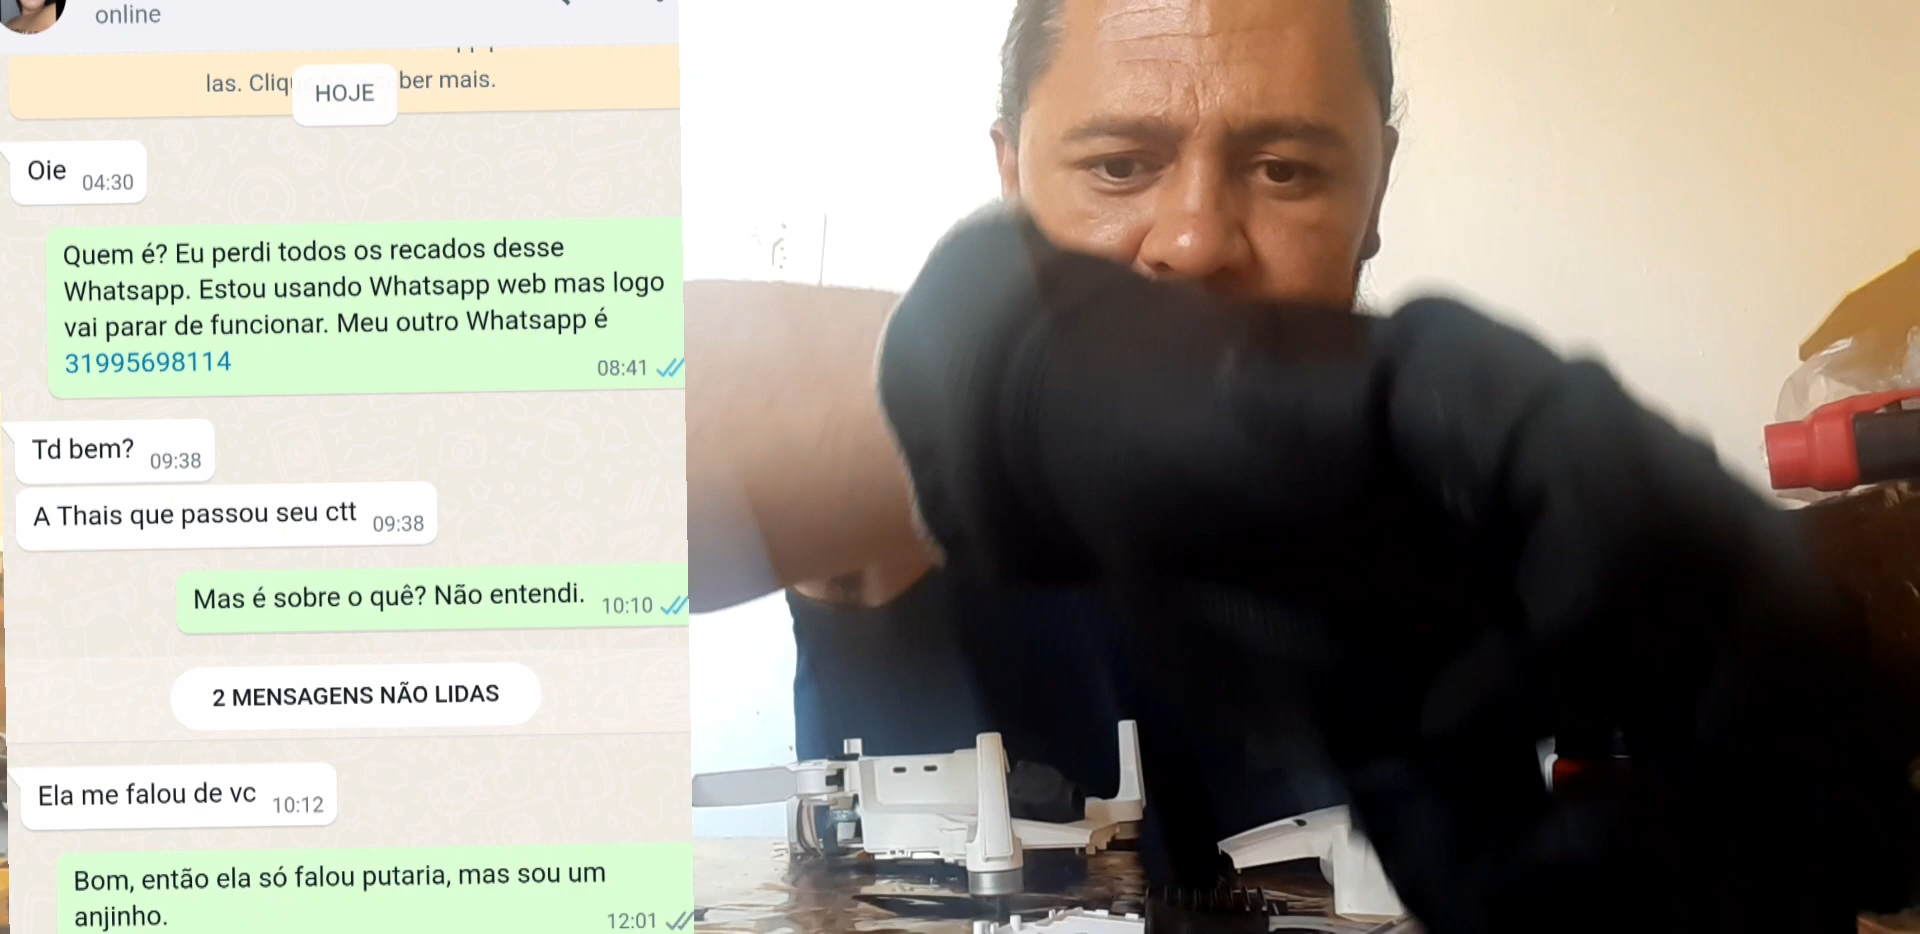 online
las. Cliq
ber mais.
HOJE
Oie 04:30
Quem é? Eu perdi todos os recados desse
Whatsapp. Estou usando Whatsapp web mas logo
vai parar de funcionar. Meu outro Whatsapp é
31995698114
08:41
Td bem? 09:38
A Thais que passou seu ctt 09:38
Mas é sobre o quê? Não entendi. 10:10
2 MENSAGENS NÃO LIDAS
Ela me falou de vc 10:12
Bom, então ela só falou putaria, mas sou um
anjinho.
12:01